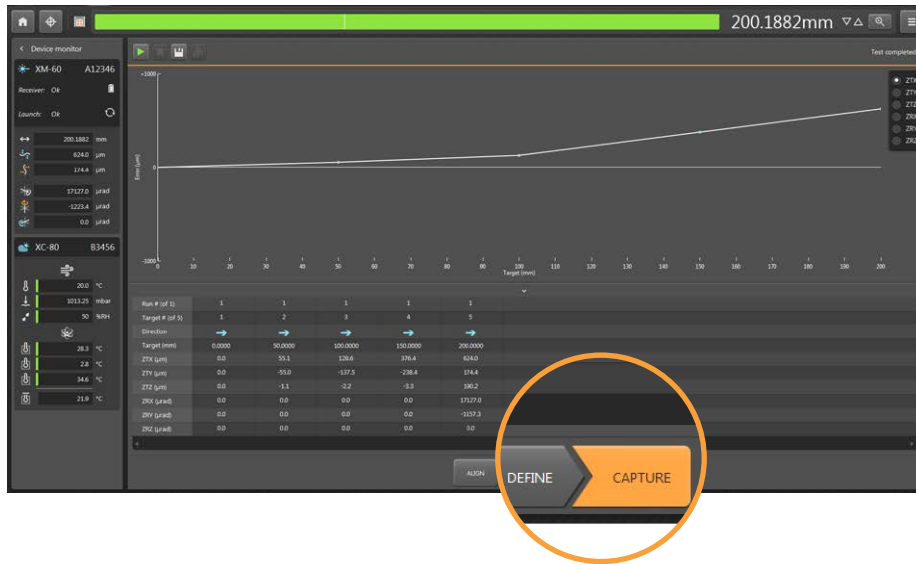 200.1882mm
Device monitor
XM-60 A12346
Receiver: Ok
Launch: Ok
200.1882 mm
624.0 µm
174.4 µm
17127.0 µrad
-1223.4 µrad
0.0 µrad
XC-80 B3456
20.0 °C
1013.25 mbar
50 %RH
28.3 °C
2.8 °C
34.6 °C
21.9 °C
Test completed
+1000
0
-1000
Error (µm)
ZTX
ZTY
ZTZ
ZRX
ZRY
ZRZ
0 10 20 30 40 50 60 70 80 90 100 110 120 130 140 150 160 170 180 190 200
Target (mm)
Run # (of 1) 1 1 1 1 1
Target # (of 5) 1 2 3 4 5
Direction
Target (mm) 0.0000 50.0000 100.0000 150.0000 200.0000
ZTX (µm) 0.0 55.1 128.6 376.4 624.0
ZTY (µm) 0.0 -55.0 -137.5 -238.4 174.4
ZTZ (µm) 0.0 -1.1 -2.2 -3.3 180.2
ZRX (µrad) 0.0 0.0 0.0 0.0 17127.0
ZRY (µrad) 0.0 0.0 0.0 0.0 -1157.3
ZRZ (µrad) 0.0 0.0 0.0 0.0
ALIGN
DEFINE
CAPTURE